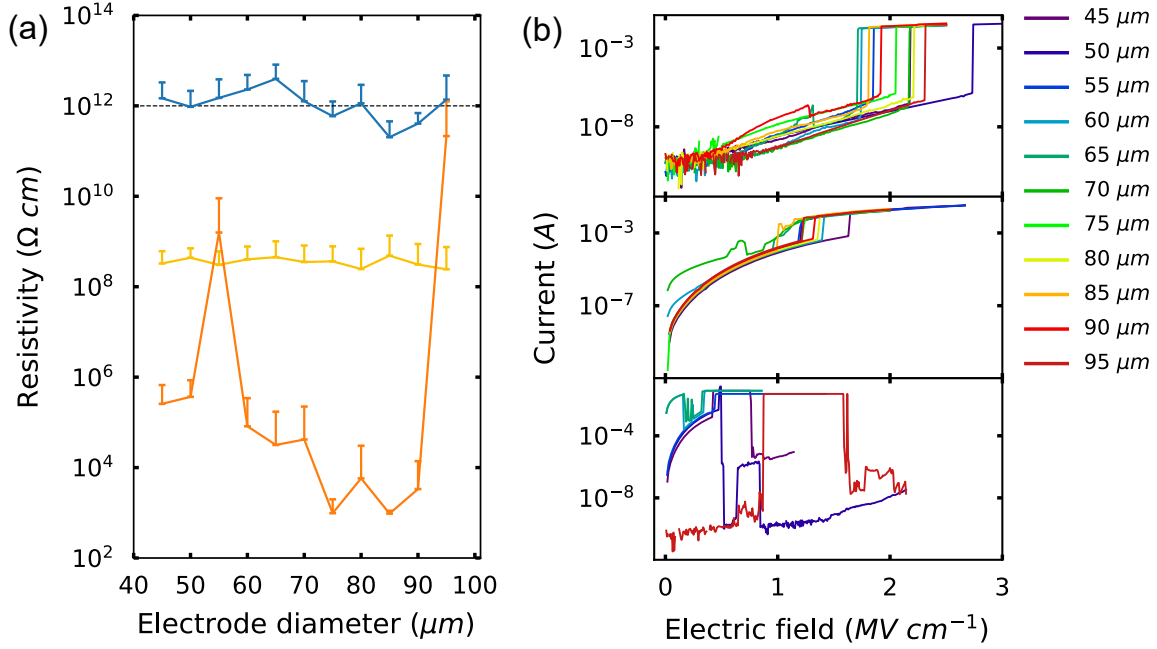 (a)
10^14
10^12
10^10
10^8
10^6
10^4
10^2
Resistivity (Ω cm)
40 50 60 70 80 90 100
Electrode diameter (μm)
(b)
10^−3
10^−8
10^−3
10^−7
10^−4
10^−8
Current (A)
0 1 2 3
Electric field (MV cm^−1)
45 μm
50 μm
55 μm
60 μm
65 μm
70 μm
75 μm
80 μm
85 μm
90 μm
95 μm